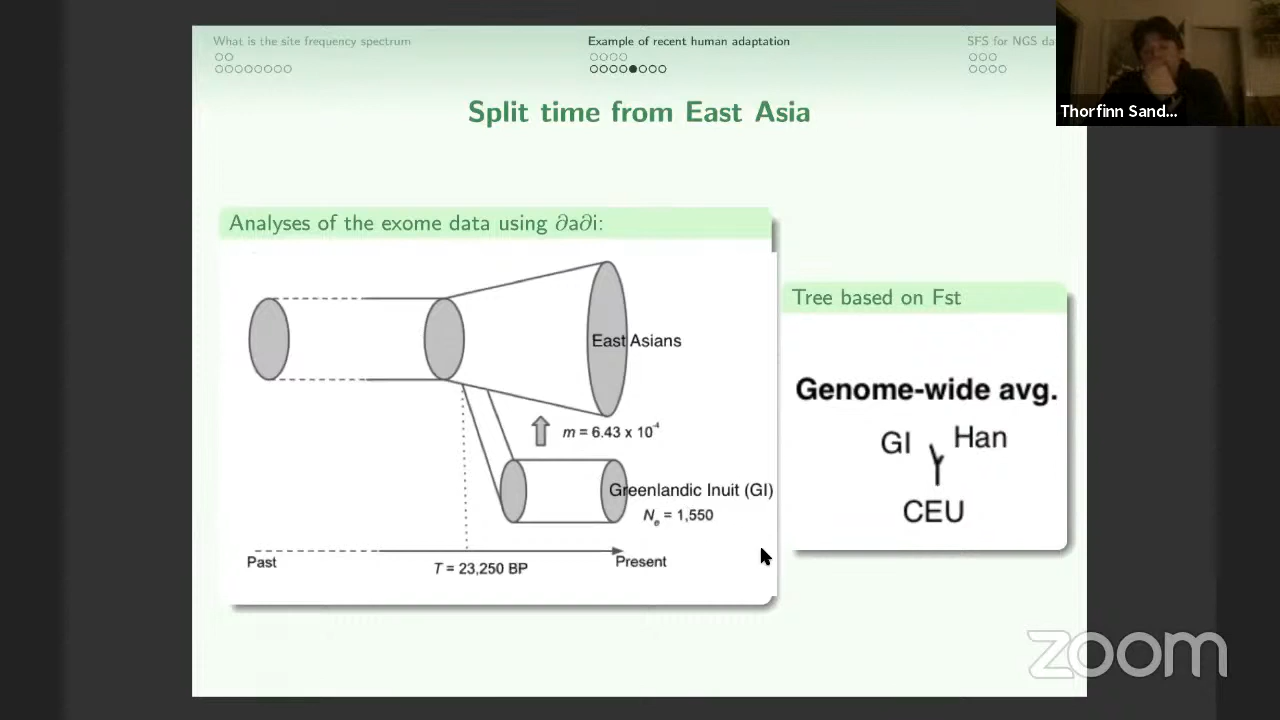 What is the site frequency spectrum
Example of recent human adaptation
SFS for NGS da
Thorfinn Sand...
Split time from East Asia
Analyses of the exome data using ∂a∂i:
East Asians
m = 6.43 x 10⁻⁴
Greenlandic Inuit (GI)
Nₑ = 1,550
Past
T = 23,250 BP
Present
Tree based on Fst
Genome-wide avg.
GI
Han
CEU
zoom